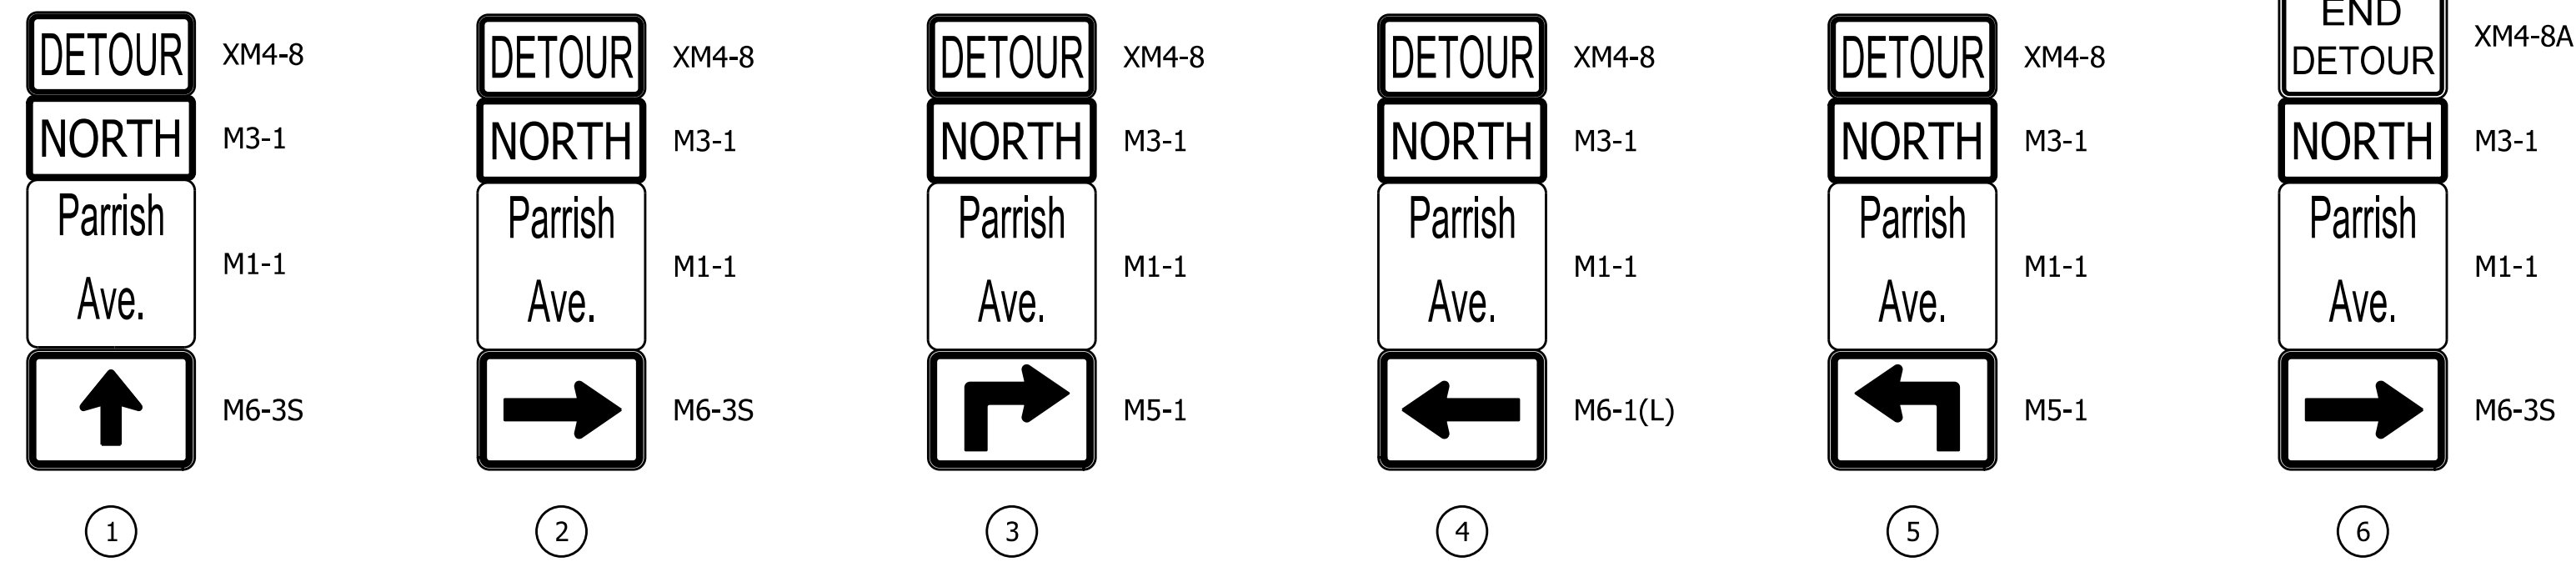 DETOUR XM4-8
NORTH M3-1
Parrish
Ave.
M1-1
M6-3S
1
DETOUR XM4-8
NORTH M3-1
Parrish
Ave.
M1-1
M6-3S
2
DETOUR XM4-8
NORTH M3-1
Parrish
Ave.
M1-1
M5-1
3
DETOUR XM4-8
NORTH M3-1
Parrish
Ave.
M1-1
M6-1(L)
4
DETOUR XM4-8
NORTH M3-1
Parrish
Ave.
M1-1
M5-1
5
END
DETOUR
XM4-8A
NORTH M3-1
Parrish
Ave.
M1-1
M6-3S
6